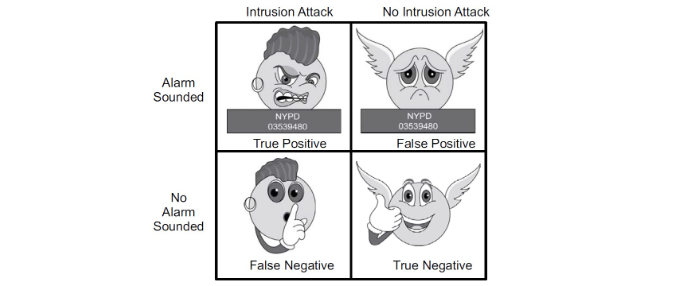 Intrusion Attack
No Intrusion Attack
Alarm
Sounded
NYPD
03539480
True Positive
NYPD
03539480
False Positive
No
Alarm
Sounded
False Negative
True Negative